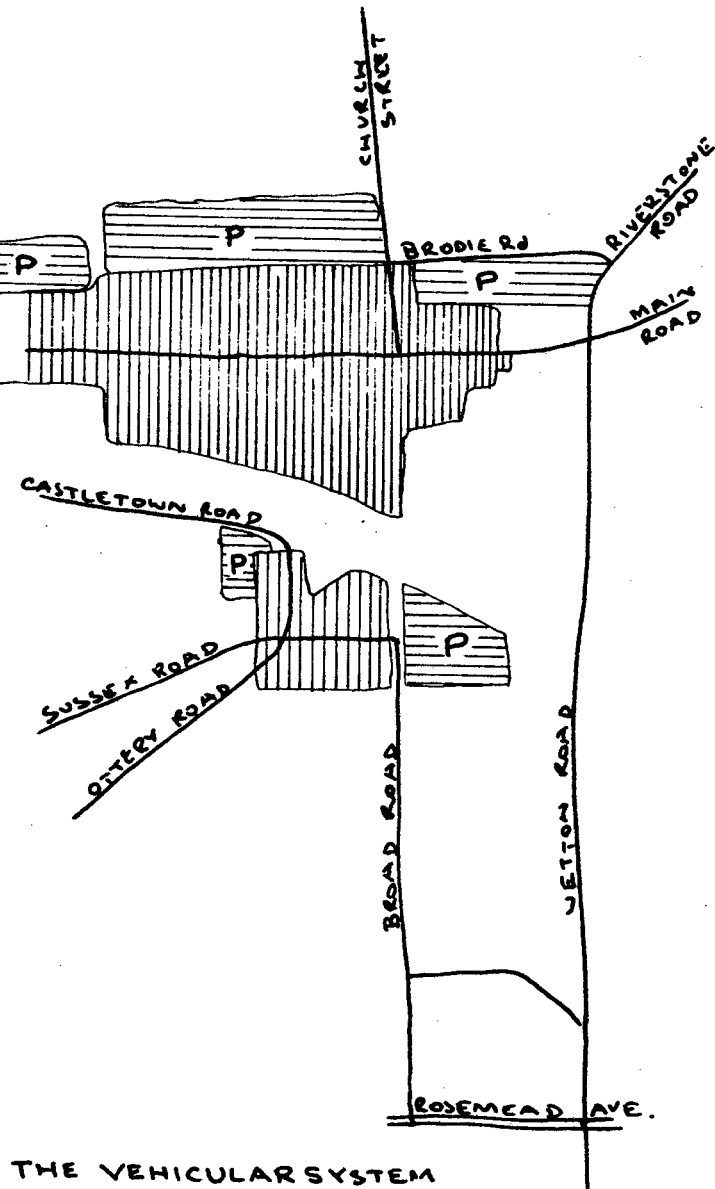 CHURCH
STREET
RIVERSTONE
ROAD
P
BRODIE Rd
P
P
MAIN
ROAD
CASTLETOWN ROAD
P
P
SUSSEX ROAD
OTTERY ROAD
BROAD ROAD
JETTON ROAD
ROSEMEAD AVE.
THE VEHICULAR SYSTEM